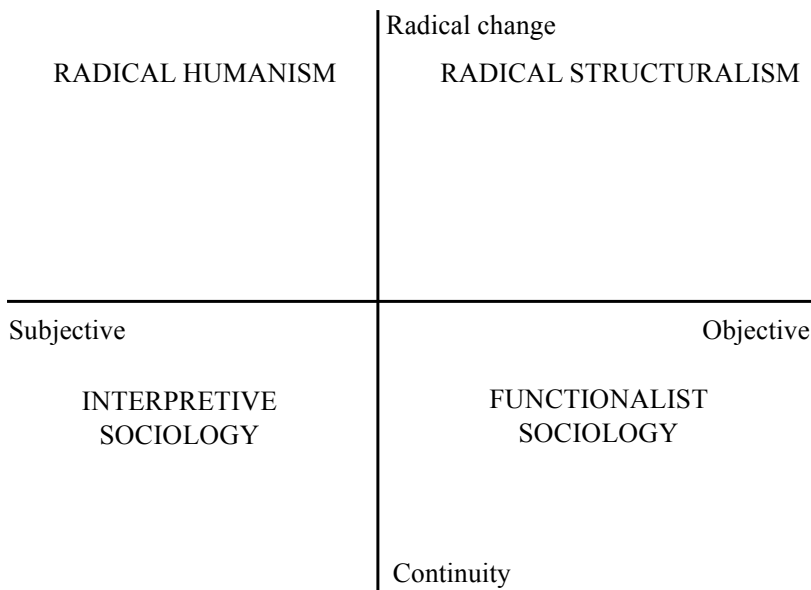 Radical change
RADICAL HUMANISM
RADICAL STRUCTURALISM
Subjective
Objective
INTERPRETIVE
SOCIOLOGY
FUNCTIONALIST
SOCIOLOGY
Continuity